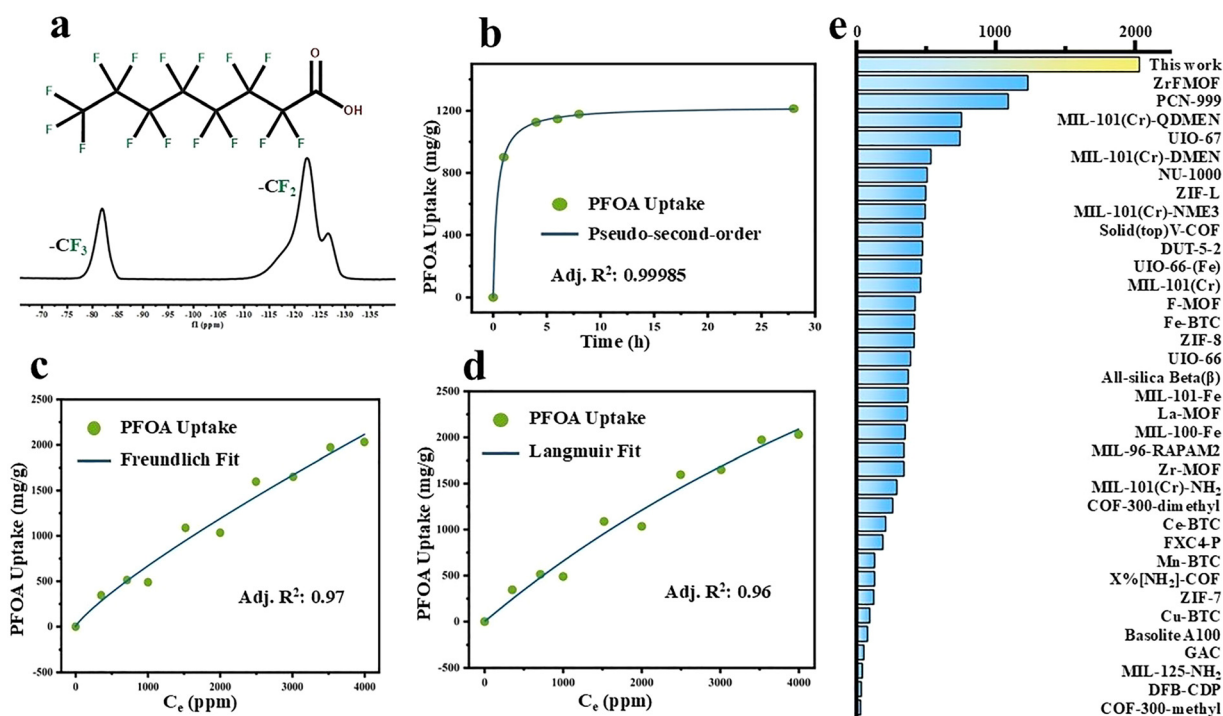 a
F F F F F F
F
F
F
F F F F F F
O
OH
-CF₃
-CF₂
-70 -75 -80 -85 -90 -95 -100 -105 -110 -115 -120 -125 -130 -135
f1 (ppm)
b
PFOA Uptake (mg/g)
1200
800
400
0
PFOA Uptake
Pseudo-second-order
Adj. R²: 0.99985
0 5 10 15 20 25 30
Time (h)
c
PFOA Uptake (mg/g)
2500
2000
1500
1000
500
0
-500
PFOA Uptake
Freundlich Fit
Adj. R²: 0.97
0 1000 2000 3000 4000
Cₑ (ppm)
d
PFOA Uptake (mg/g)
2500
2000
1500
1000
500
0
-500
PFOA Uptake
Langmuir Fit
Adj. R²: 0.96
0 1000 2000 3000 4000
Cₑ (ppm)
e
0 1000 2000
This work
ZrFMOF
PCN-999
MIL-101(Cr)-QDMEN
UIO-67
MIL-101(Cr)-DMEN
NU-1000
ZIF-L
MIL-101(Cr)-NME3
Solid(top)V-COF
DUT-5-2
UIO-66-(Fe)
MIL-101(Cr)
F-MOF
Fe-BTC
ZIF-8
UIO-66
All-silica Beta(β)
MIL-101-Fe
La-MOF
MIL-100-Fe
MIL-96-RAPAM2
Zr-MOF
MIL-101(Cr)-NH₂
COF-300-dimethyl
Ce-BTC
FXC4-P
Mn-BTC
X%[NH₂]-COF
ZIF-7
Cu-BTC
Basolite A100
GAC
MIL-125-NH₂
DFB-CDP
COF-300-methyl